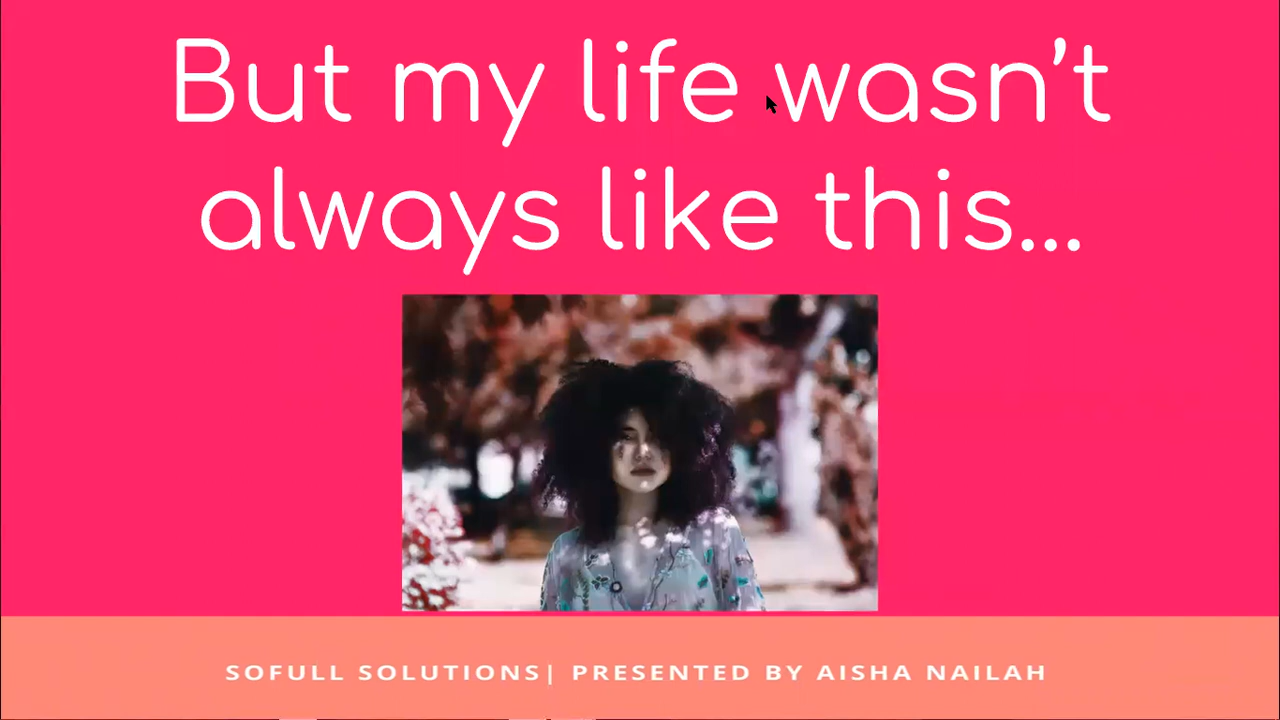 But my life wasn’t
always like this...
SOFULL SOLUTIONS| PRESENTED BY AISHA NAILAH